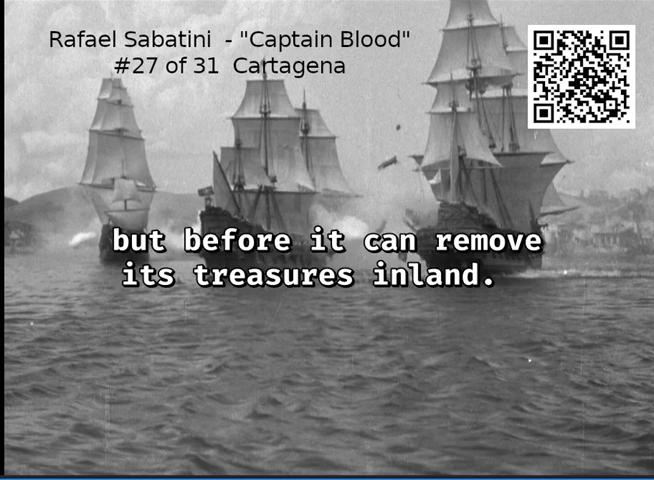 Rafael Sabatini  - "Captain Blood"
#27 of 31  Cartagena
but before it can remove
its treasures inland.